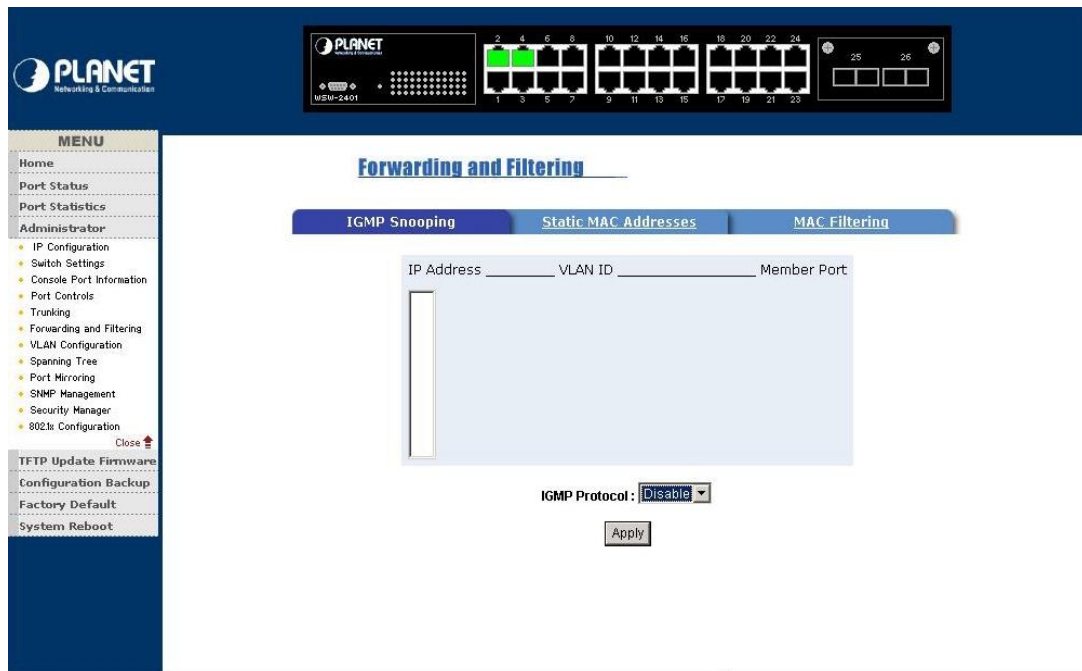 PLANET
Networking & Communication
PLANET
Networking & Communication
WSW-2401
2 4 6 8 10 12 14 16 18 20 22 24
1 3 5 7 9 11 13 15 17 19 21 23
25 26
MENU
Home
Port Status
Port Statistics
Administrator
IP Configuration
Switch Settings
Console Port Information
Port Controls
Trunking
Forwarding and Filtering
VLAN Configuration
Spanning Tree
Port Mirroring
SNMP Management
Security Manager
802.1x Configuration
Close
TFTP Update Firmware
Configuration Backup
Factory Default
System Reboot
Forwarding and Filtering
IGMP Snooping Static MAC Addresses MAC Filtering
IP Address _________ VLAN ID __________________ Member Port
IGMP Protocol : Disable
Apply